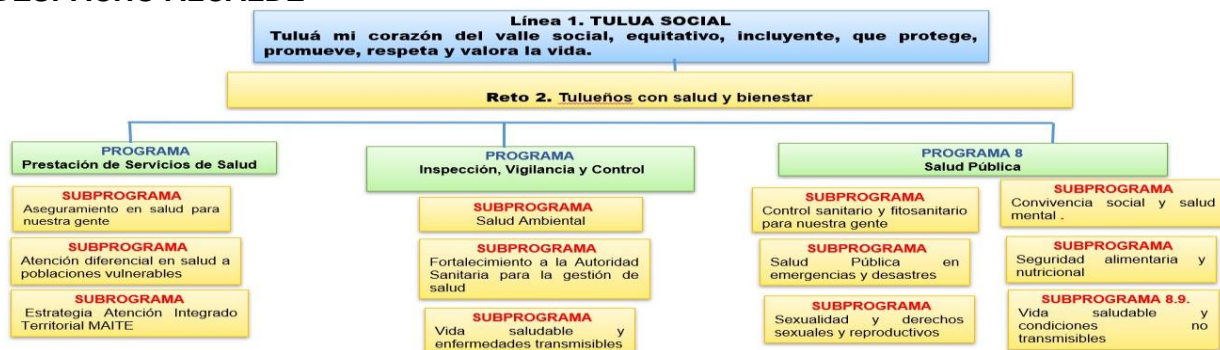 Línea 1. TULUA SOCIAL
Tuluá mi corazón del valle social, equitativo, incluyente, que protege,
promueve, respeta y valora la vida.
Reto 2. Tulueños con salud y bienestar
PROGRAMA
Prestación de Servicios de Salud
SUBPROGRAMA
Aseguramiento en salud para
nuestra gente
SUBPROGRAMA
Atención diferencial en salud a
poblaciones vulnerables
SUBROGRAMA
Estrategia Atención Integrado
Territorial MAITE
PROGRAMA
Inspección, Vigilancia y Control
SUBPROGRAMA
Salud Ambiental
SUBPROGRAMA
Fortalecimiento a la Autoridad
Sanitaria para la gestión de
salud
SUBPROGRAMA
Vida saludable y
enfermedades transmisibles
PROGRAMA 8
Salud Pública
SUBPROGRAMA
Control sanitario y fitosanitario
para nuestra gente
SUBPROGRAMA
Salud Pública en
emergencias y desastres
SUBPROGRAMA
Sexualidad y derechos
sexuales y reproductivos
SUBPROGRAMA
Convivencia social y salud
mental .
SUBPROGRAMA
Seguridad alimentaria y
nutricional
SUBPROGRAMA 8.9.
Vida saludable y
condiciones no
transmisibles